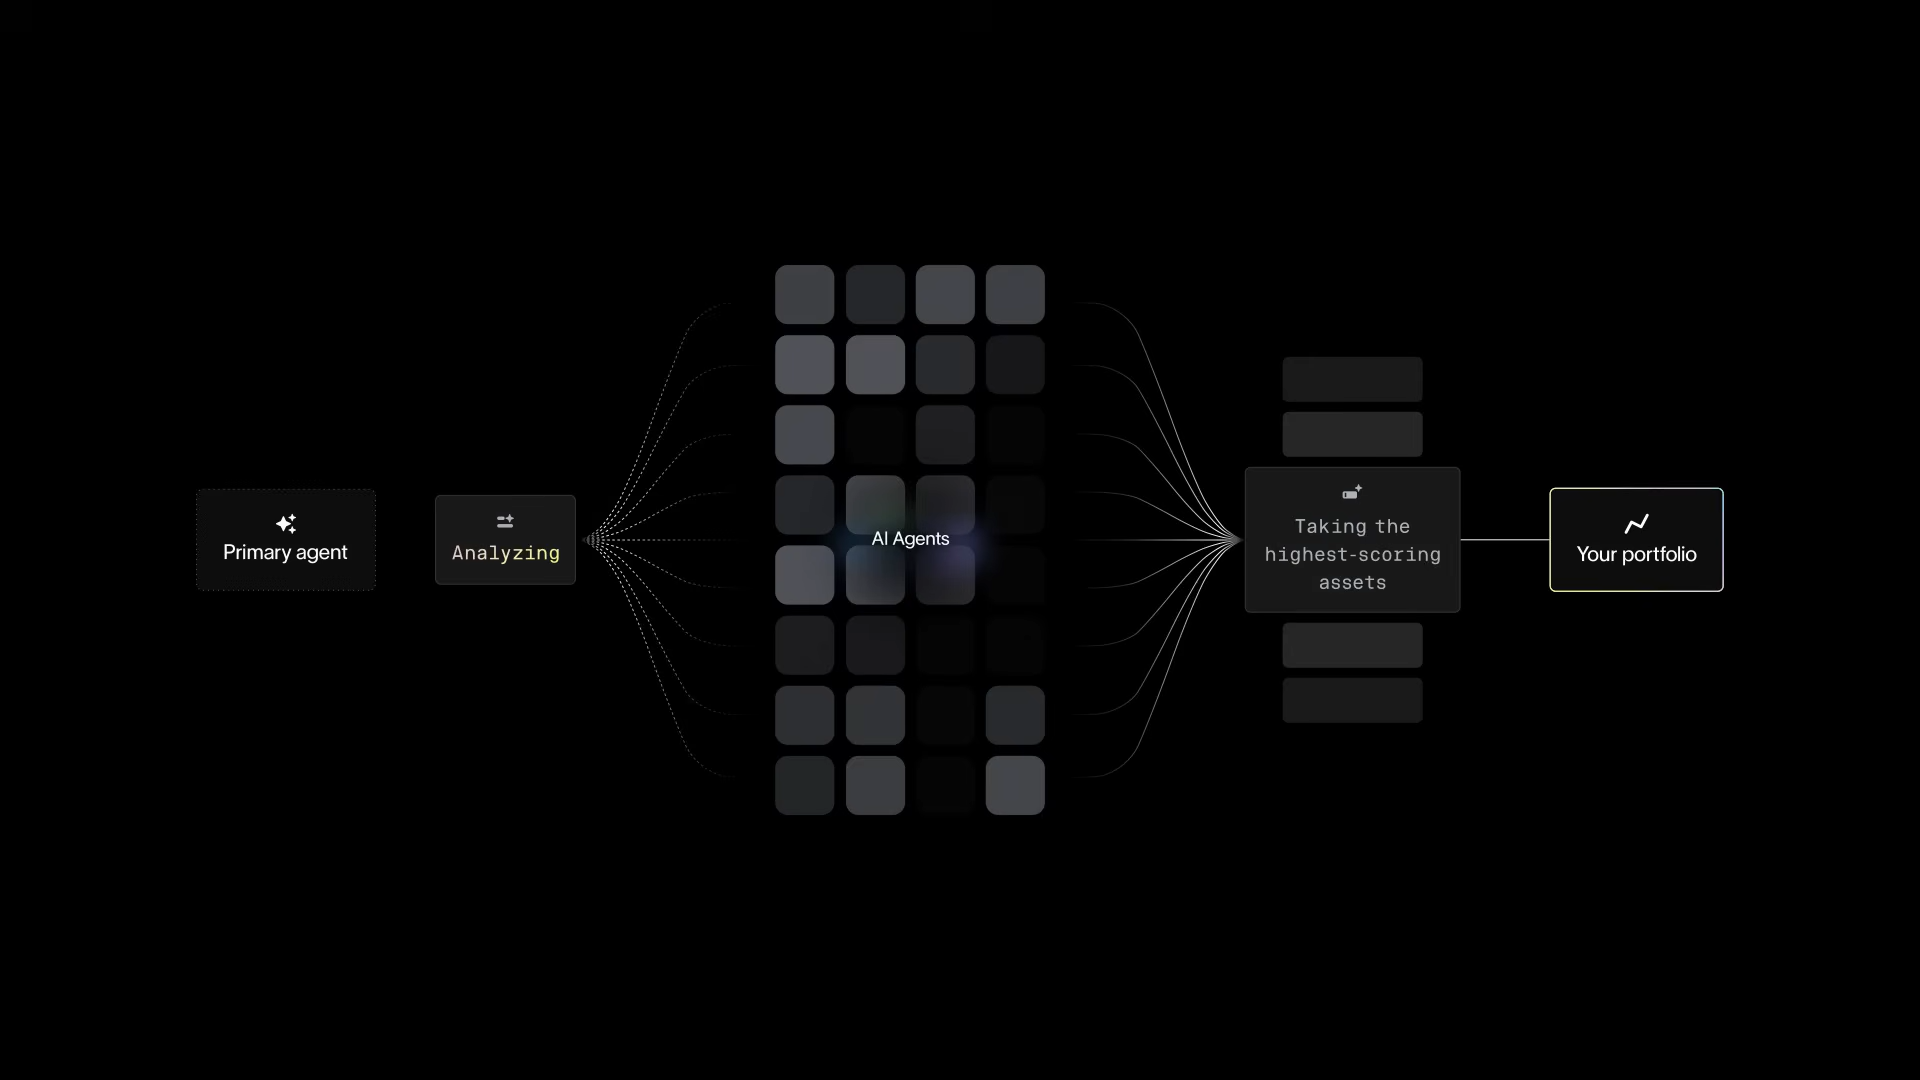 Primary agent
Analyzing
AI Agents
Taking the
highest-scoring
assets
Your portfolio